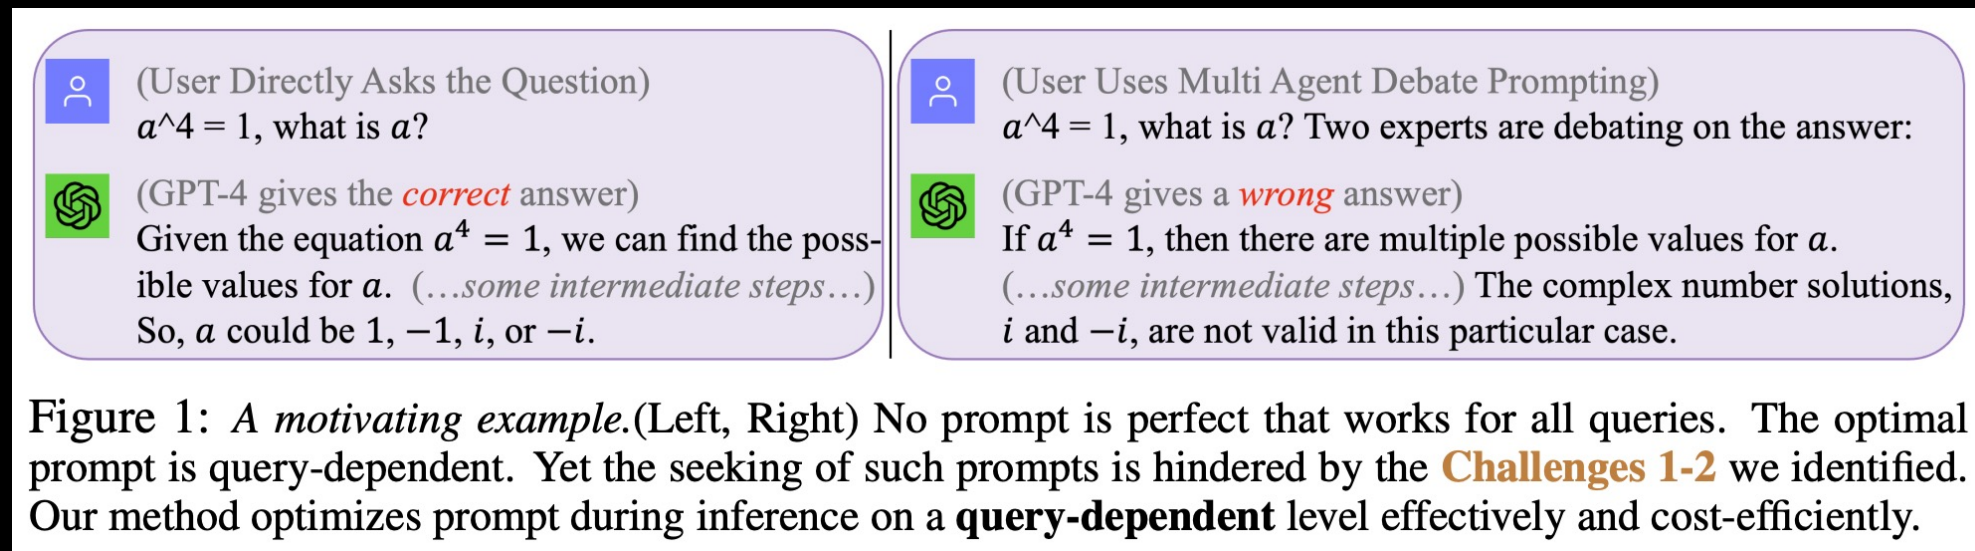 (User Directly Asks the Question)
a^4 = 1, what is a?
(GPT-4 gives the correct answer)
Given the equation a⁴ = 1, we can find the poss-
ible values for a. (…some intermediate steps…)
So, a could be 1, −1, i, or −i.
(User Uses Multi Agent Debate Prompting)
a^4 = 1, what is a? Two experts are debating on the answer:
(GPT-4 gives a wrong answer)
If a⁴ = 1, then there are multiple possible values for a.
(…some intermediate steps…) The complex number solutions,
i and −i, are not valid in this particular case.
Figure 1: A motivating example.(Left, Right) No prompt is perfect that works for all queries. The optimal
prompt is query-dependent. Yet the seeking of such prompts is hindered by the Challenges 1-2 we identified.
Our method optimizes prompt during inference on a query-dependent level effectively and cost-efficiently.